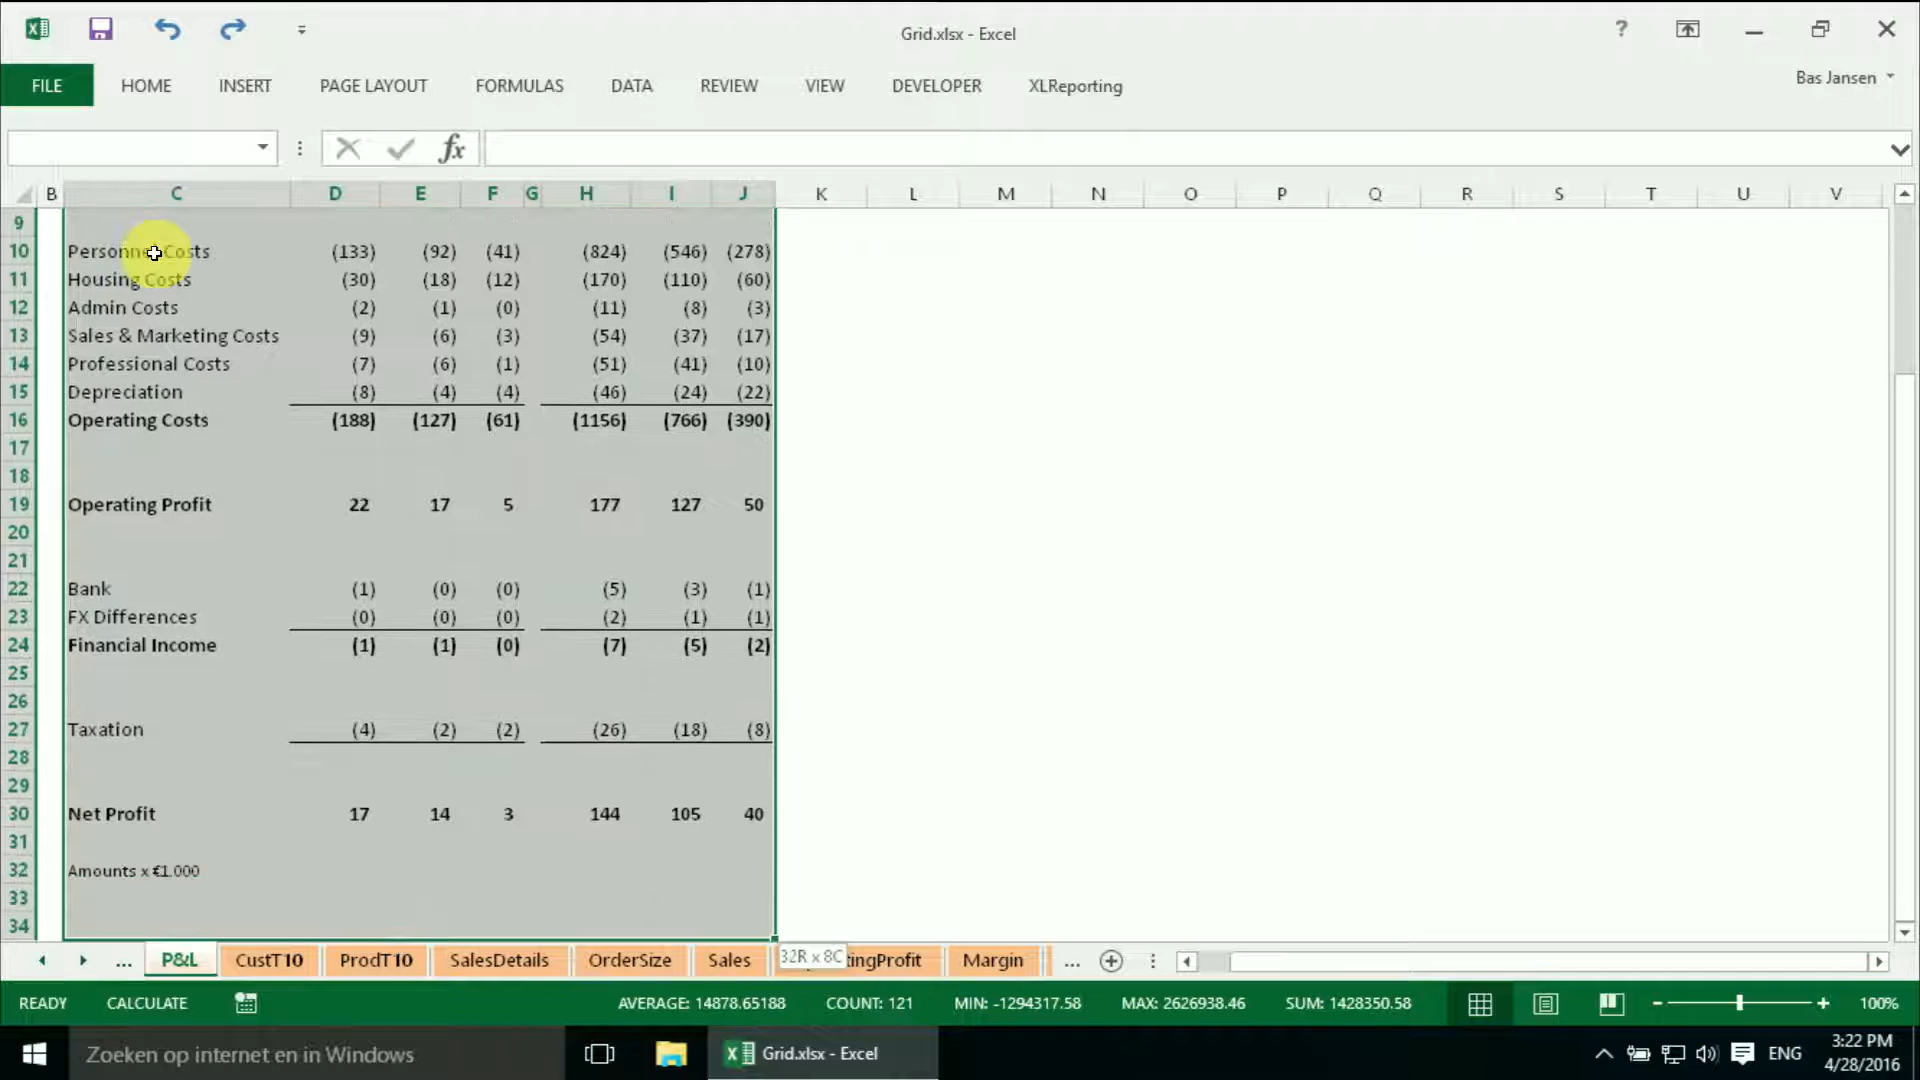 Grid.xlsx - Excel
?
FILE HOME INSERT PAGE LAYOUT FORMULAS DATA REVIEW VIEW DEVELOPER XLReporting
Bas Jansen
fx
B C D E F G H I J K L M N O P Q R S T U V
9
10 Personnel Costs (133) (92) (41) (824) (546) (278)
11 Housing Costs (30) (18) (12) (170) (110) (60)
12 Admin Costs (2) (1) (0) (11) (8) (3)
13 Sales & Marketing Costs (9) (6) (3) (54) (37) (17)
14 Professional Costs (7) (6) (1) (51) (41) (10)
15 Depreciation (8) (4) (4) (46) (24) (22)
16 Operating Costs (188) (127) (61) (1156) (766) (390)
17
18
19 Operating Profit 22 17 5 177 127 50
20
21
22 Bank (1) (0) (0) (5) (3) (1)
23 FX Differences (0) (0) (0) (2) (1) (1)
24 Financial Income (1) (1) (0) (7) (5) (2)
25
26
27 Taxation (4) (2) (2) (26) (18) (8)
28
29
30 Net Profit 17 14 3 144 105 40
31
32 Amounts x €1.000
33
34
... P&L CustT10 ProdT10 SalesDetails OrderSize Sales 32R x 8C tingProfit Margin ...
READY CALCULATE AVERAGE: 14878.65188 COUNT: 121 MIN: -1294317.58 MAX: 2626938.46 SUM: 1428350.58 100%
Zoeken op internet en in Windows Grid.xlsx - Excel ENG 3:22 PM
4/28/2016